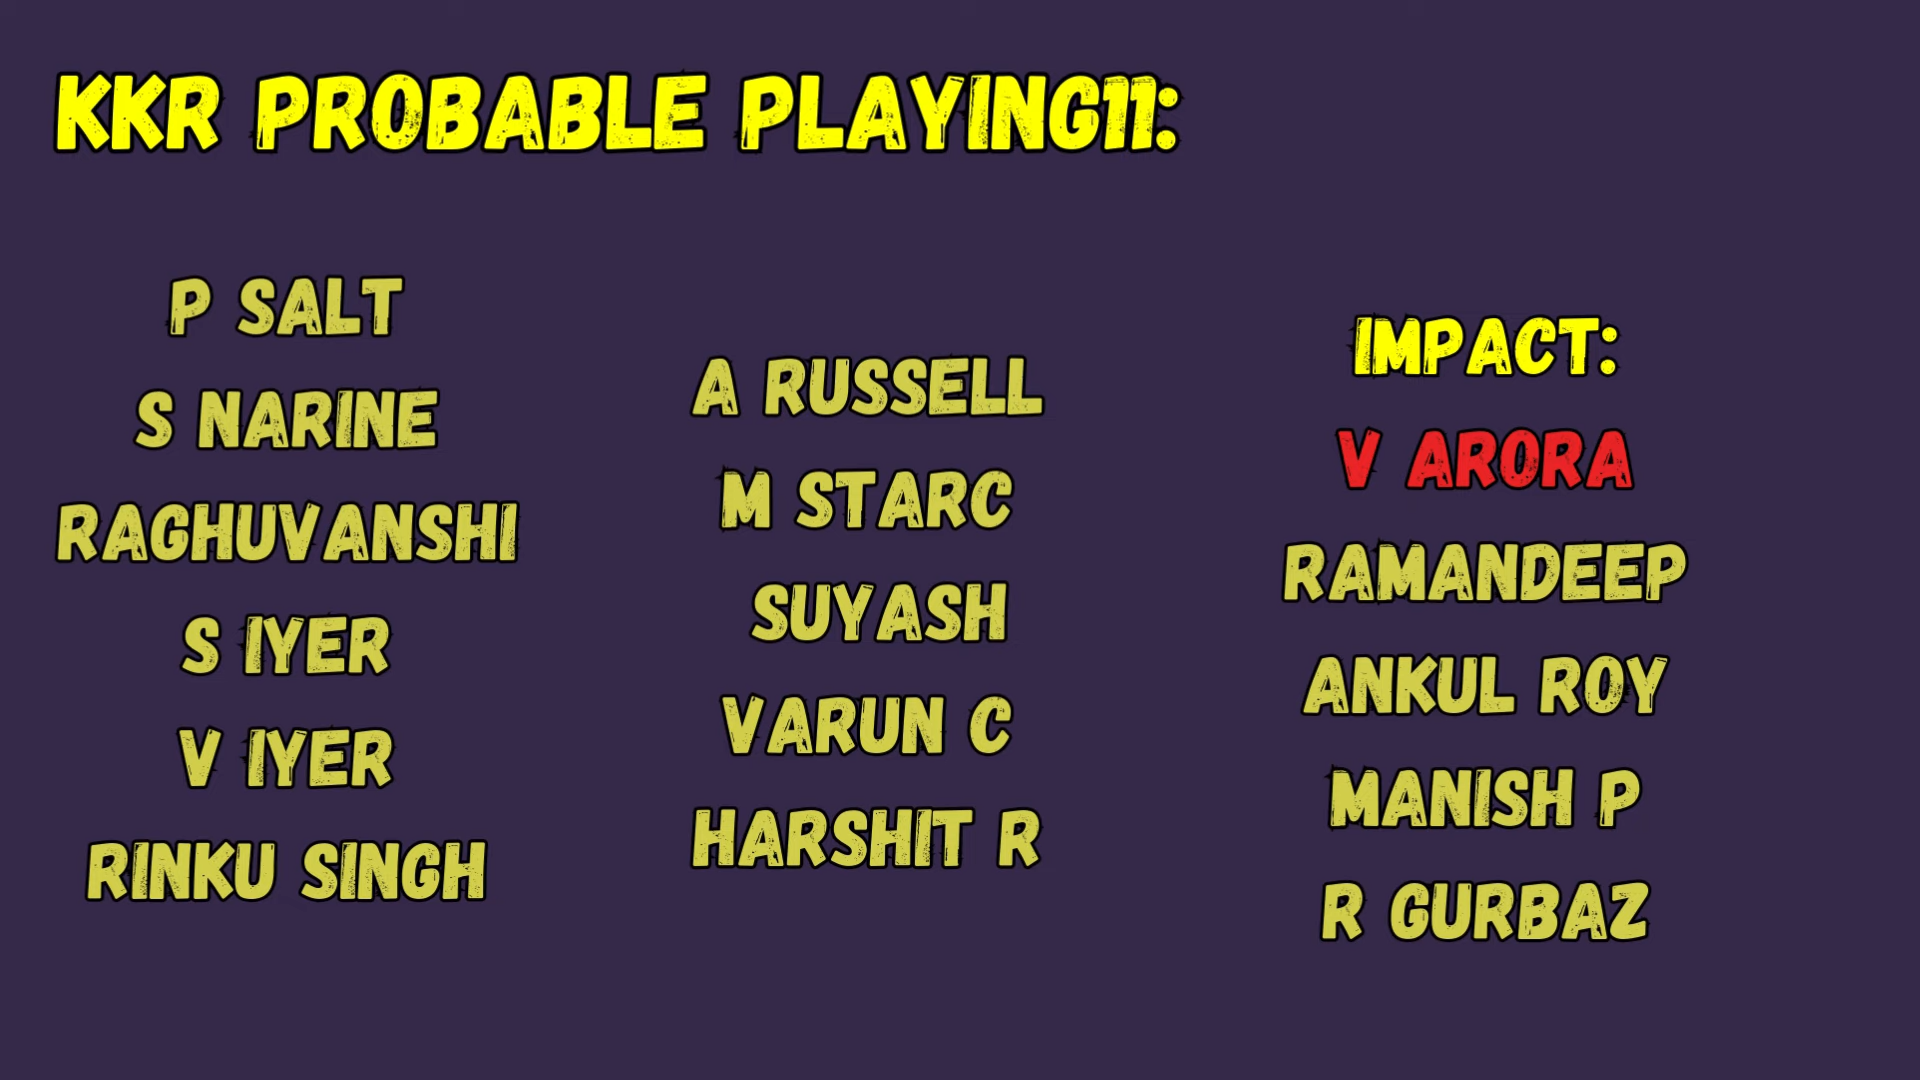 KKR PROBABLE PLAYING11:
P SALT
S NARINE
RAGHUVANSHI
S IYER
V IYER
RINKU SINGH
A RUSSELL
M STARC
SUYASH
VARUN C
HARSHIT R
IMPACT:
V ARORA
RAMANDEEP
ANKUL ROY
MANISH P
R GURBAZ